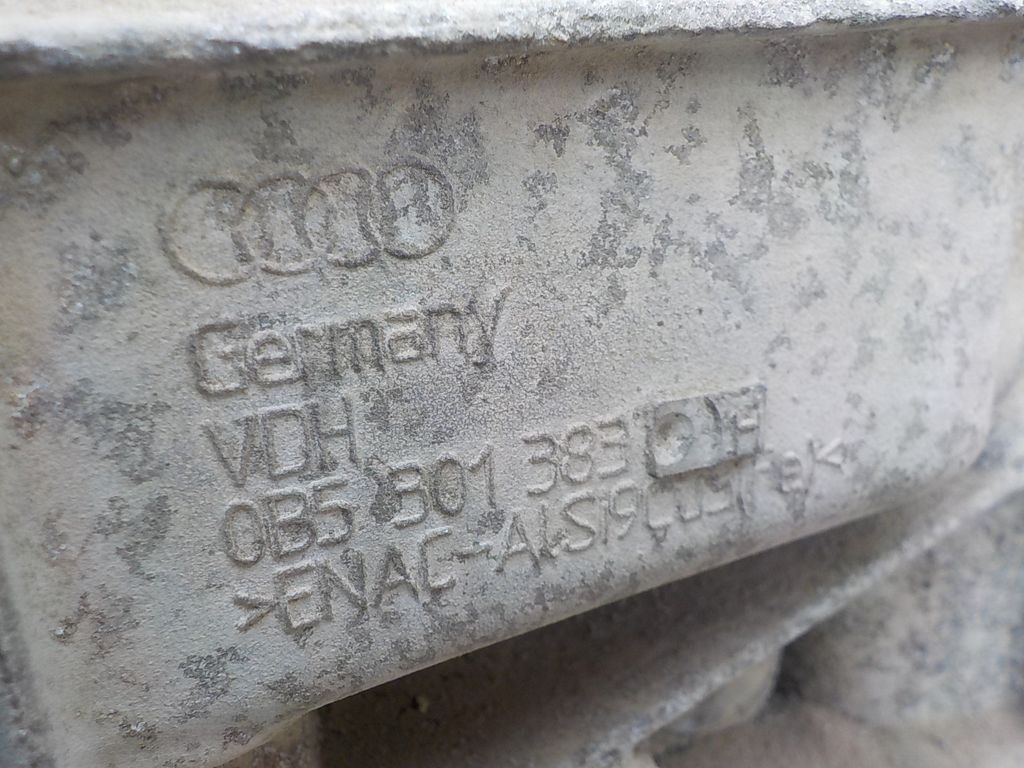 Germany
VDH
0B5 301 383
>ENAC-AlSi9Cu3(Fe)<